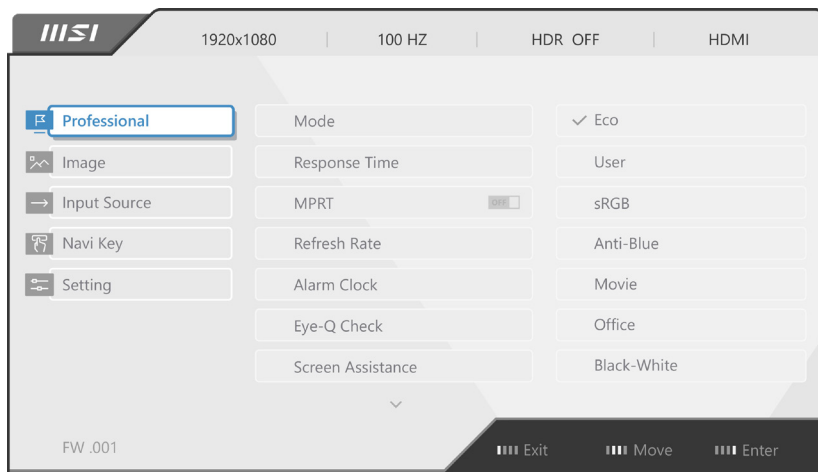 msi
1920x1080 100 HZ HDR OFF HDMI
Professional
Image
Input Source
Navi Key
Setting
Mode
Response Time
MPRT OFF
Refresh Rate
Alarm Clock
Eye-Q Check
Screen Assistance
Eco
User
sRGB
Anti-Blue
Movie
Office
Black-White
FW .001
Exit Move Enter